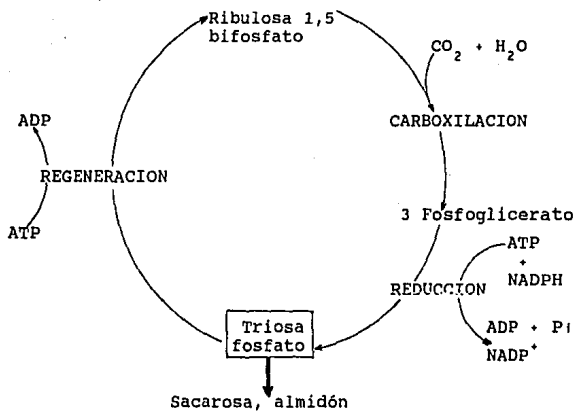 Ribulosa 1,5
bifosfato
CO₂ + H₂O
CARBOXILACION
3 Fosfoglicerato
ATP
+
NADPH
REDUCCION
ADP + Pi
NADP⁺
Triosa
fosfato
Sacarosa, almidón
ADP
REGENERACION
ATP